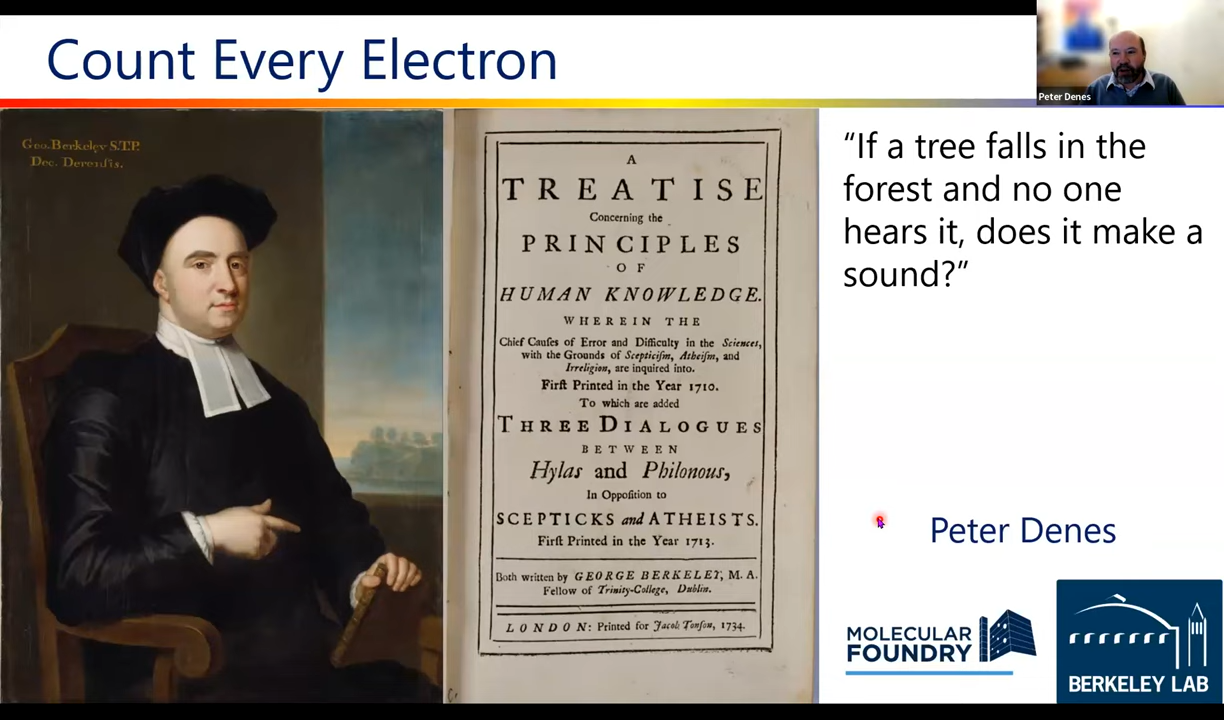 Count Every Electron
Peter Denes
Geo. Berkeley S.T.P.
Dec. Derensis.
A
TREATISE
Concerning the
PRINCIPLES
OF
HUMAN KNOWLEDGE.
WHEREIN THE
Chief Cauſes of Error and Difficulty in the Sciences,
with the Grounds of Scepticiſm, Atheiſm, and
Irreligion, are inquired into.
Firſt Printed in the Year 1710.
To which are added
THREE DIALOGUES
BETWEEN
Hylas and Philonous,
In Oppoſition to
SCEPTICKS and ATHEISTS.
Firſt Printed in the Year 1713.
Both written by GEORGE BERKELEY, M. A.
Fellow of Trinity-College, Dublin.
LONDON: Printed for Jacob Tonſon, 1734.
“If a tree falls in the
forest and no one
hears it, does it make a
sound?”
Peter Denes
MOLECULAR
FOUNDRY
BERKELEY LAB